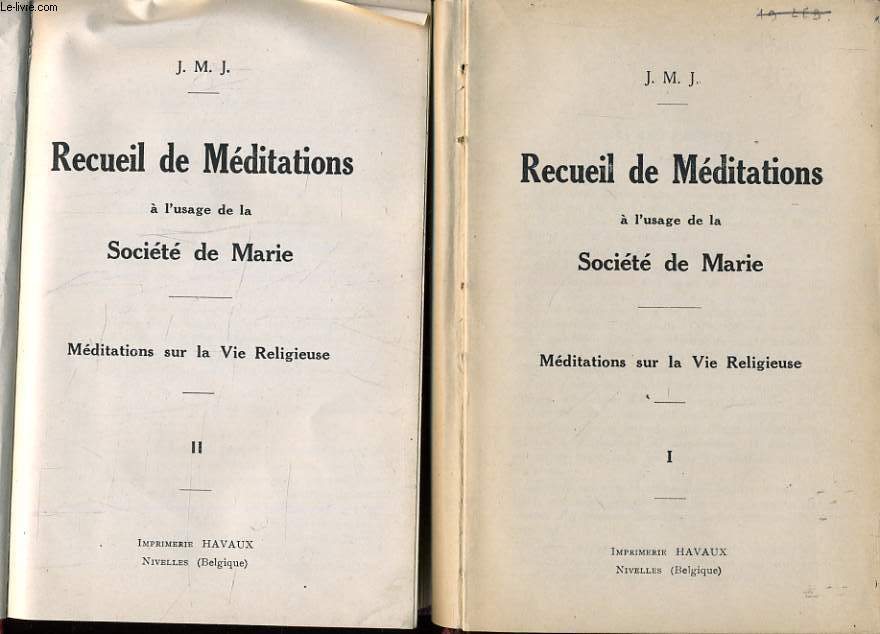 Le-livre.com
J. M. J.
Recueil de Méditations
à l'usage de la
Société de Marie
Méditations sur la Vie Religieuse
II
IMPRIMERIE HAVAUX
NIVELLES (Belgique)
J. M. J.
Recueil de Méditations
à l'usage de la
Société de Marie
Méditations sur la Vie Religieuse
I
IMPRIMERIE HAVAUX
NIVELLES (Belgique)